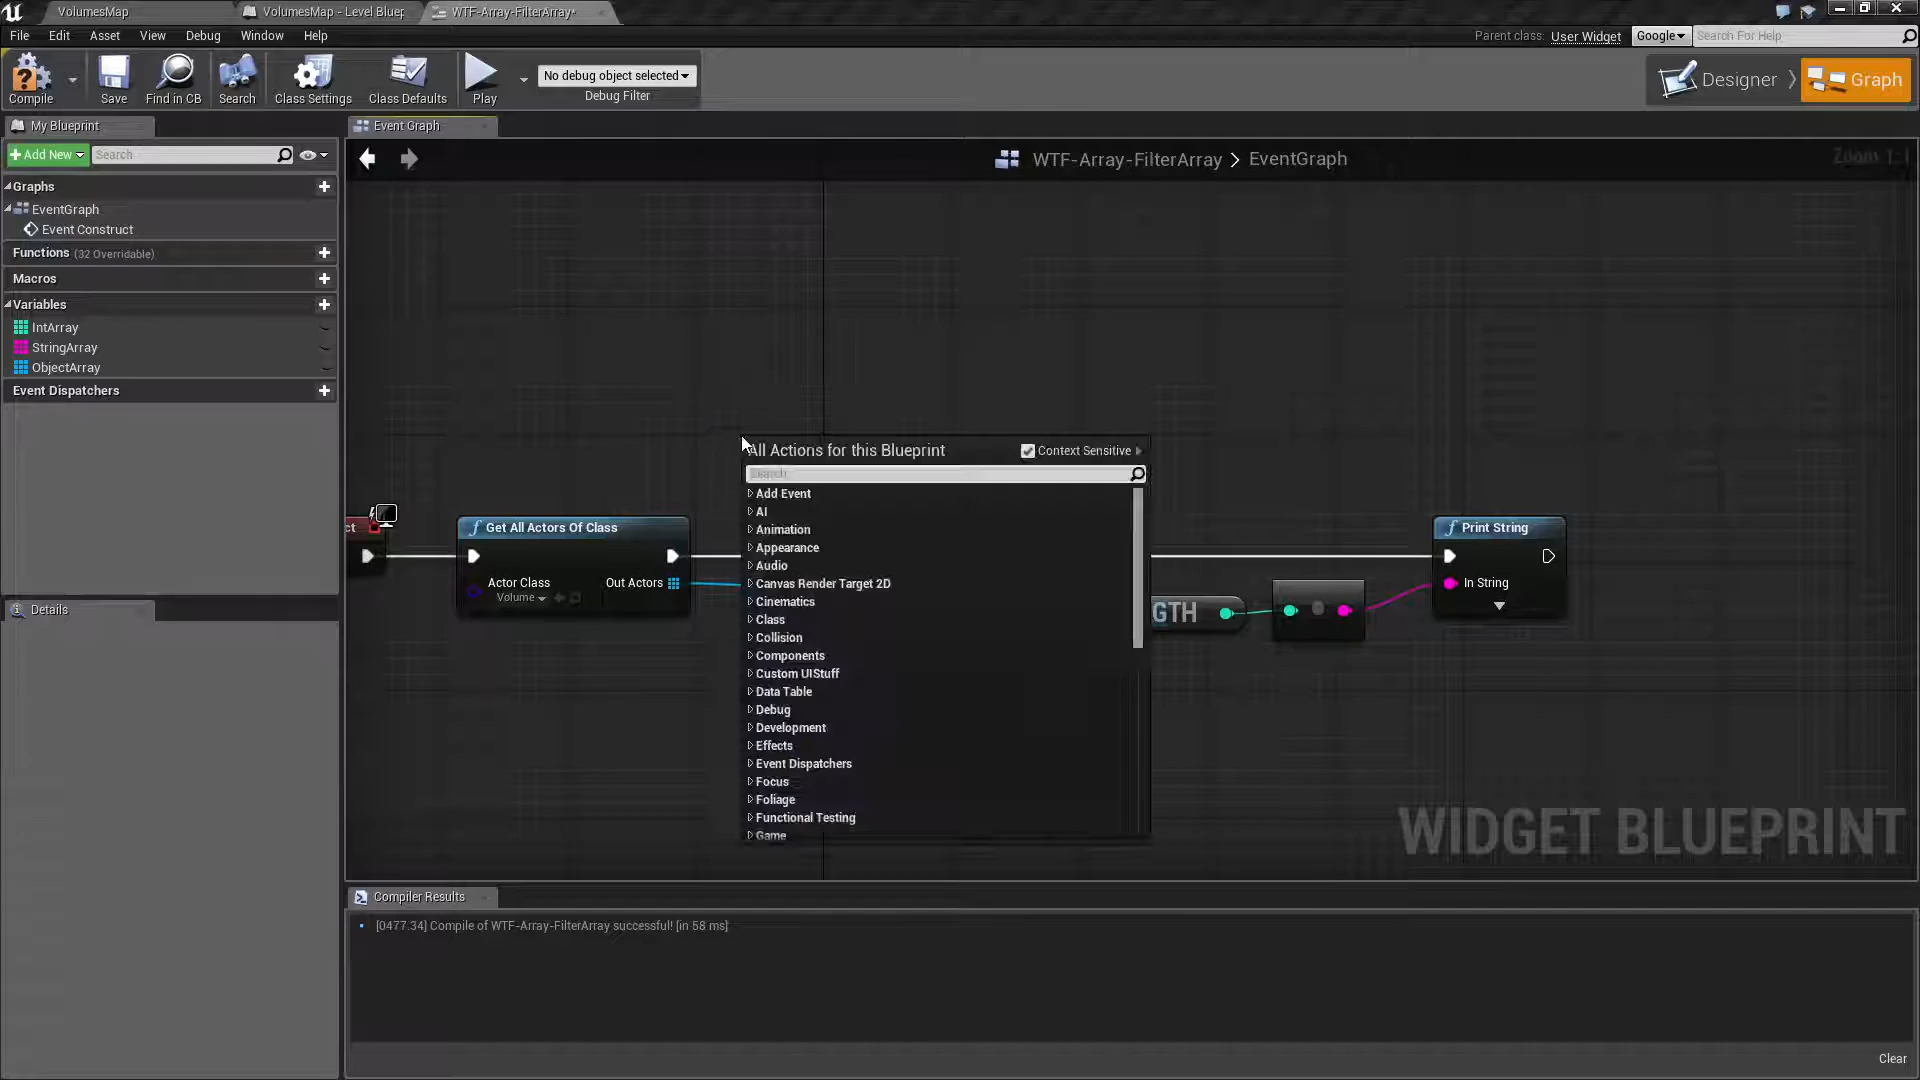 VolumesMap
VolumesMap - Level Bluep
WTF-Array-FilterArray*
File
Edit
Asset
View
Debug
Window
Help
Parent class:
User Widget
Google
Search For Help
Compile
Save
Find in CB
Search
Class Settings
Class Defaults
Play
No debug object selected
Debug Filter
Designer
Graph
My Blueprint
Add New
Search
Graphs
EventGraph
Event Construct
Functions (32 Overridable)
Macros
Variables
IntArray
StringArray
ObjectArray
Event Dispatchers
Details
Event Graph
WTF-Array-FilterArray > EventGraph
Zoom 1:1
ct
Get All Actors Of Class
Actor Class
Volume
Out Actors
All Actions for this Blueprint
Context Sensitive
Search
Add Event
AI
Animation
Appearance
Audio
Canvas Render Target 2D
Cinematics
Class
Collision
Components
Custom UIStuff
Data Table
Debug
Development
Effects
Event Dispatchers
Focus
Foliage
Functional Testing
Game
GTH
Print String
In String
WIDGET BLUEPRINT
Compiler Results
[0477.34] Compile of WTF-Array-FilterArray successful! [in 58 ms]
Clear